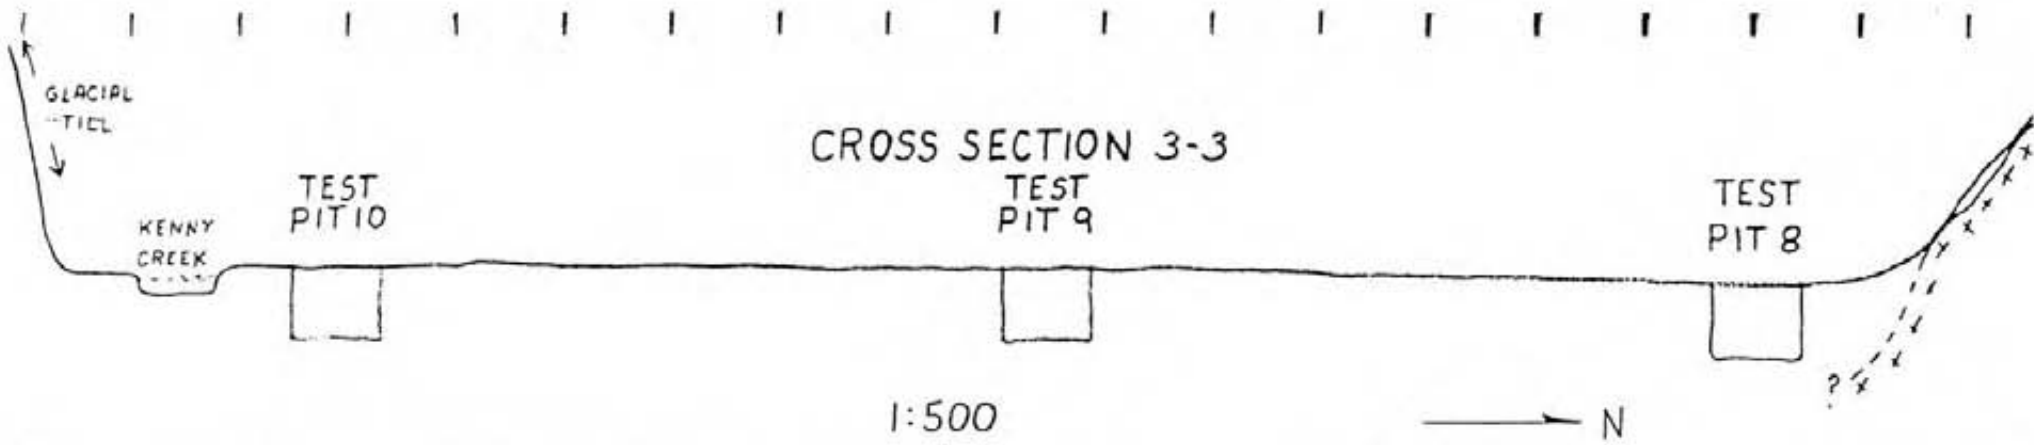 GLACIAL
TILL
CROSS SECTION 3-3
KENNY
CREEK
TEST
PIT 10
TEST
PIT 9
TEST
PIT 8
?
1:500
N